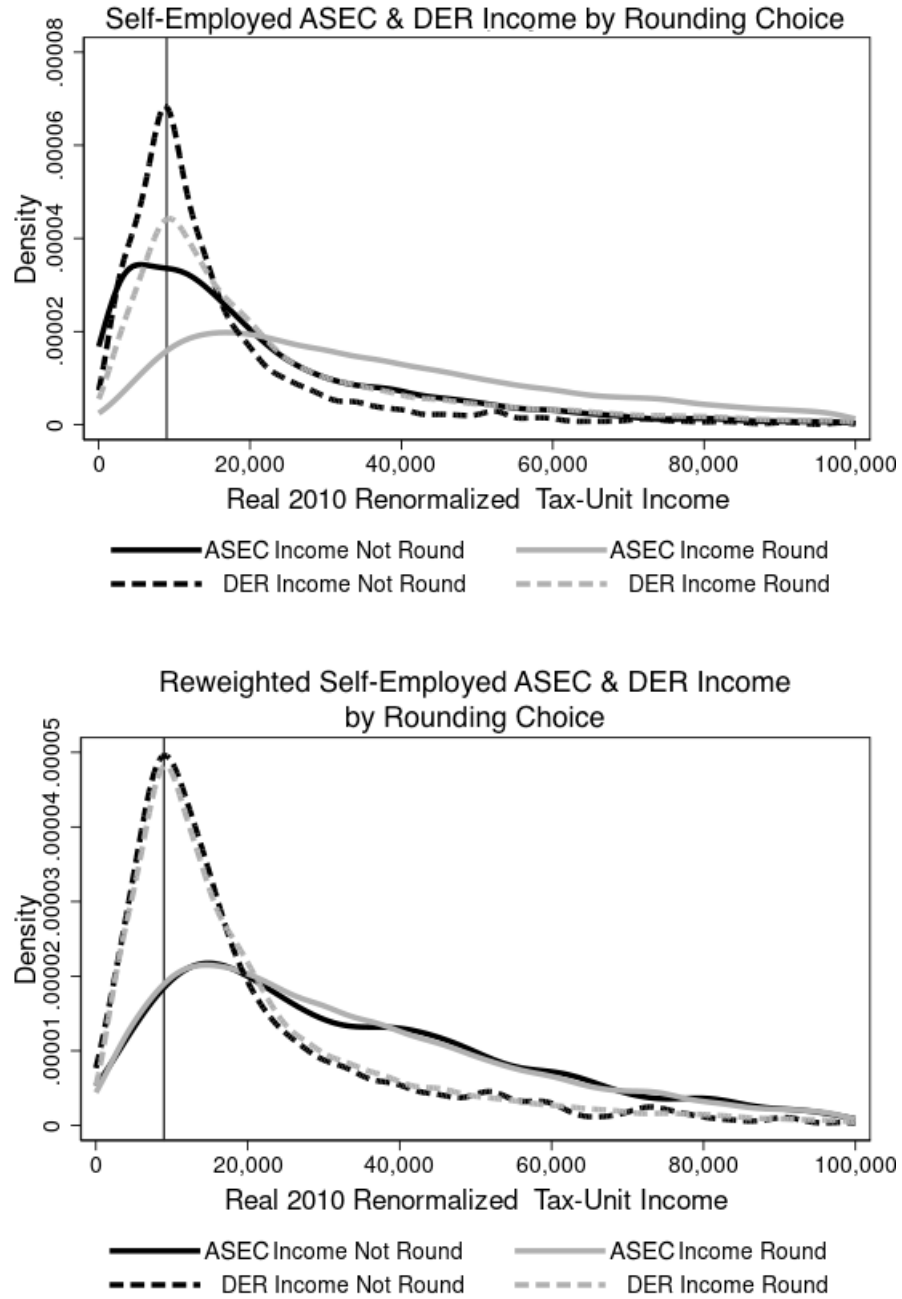 Self-Employed ASEC & DER Income by Rounding Choice
.00008
.00006
.00004
.00002
0
Density
0 20,000 40,000 60,000 80,000 100,000
Real 2010 Renormalized Tax-Unit Income
ASEC Income Not Round ASEC Income Round
DER Income Not Round DER Income Round
Reweighted Self-Employed ASEC & DER Income
by Rounding Choice
.00005
.00004
.00003
.00002
.00001
0
Density
0 20,000 40,000 60,000 80,000 100,000
Real 2010 Renormalized Tax-Unit Income
ASEC Income Not Round ASEC Income Round
DER Income Not Round DER Income Round